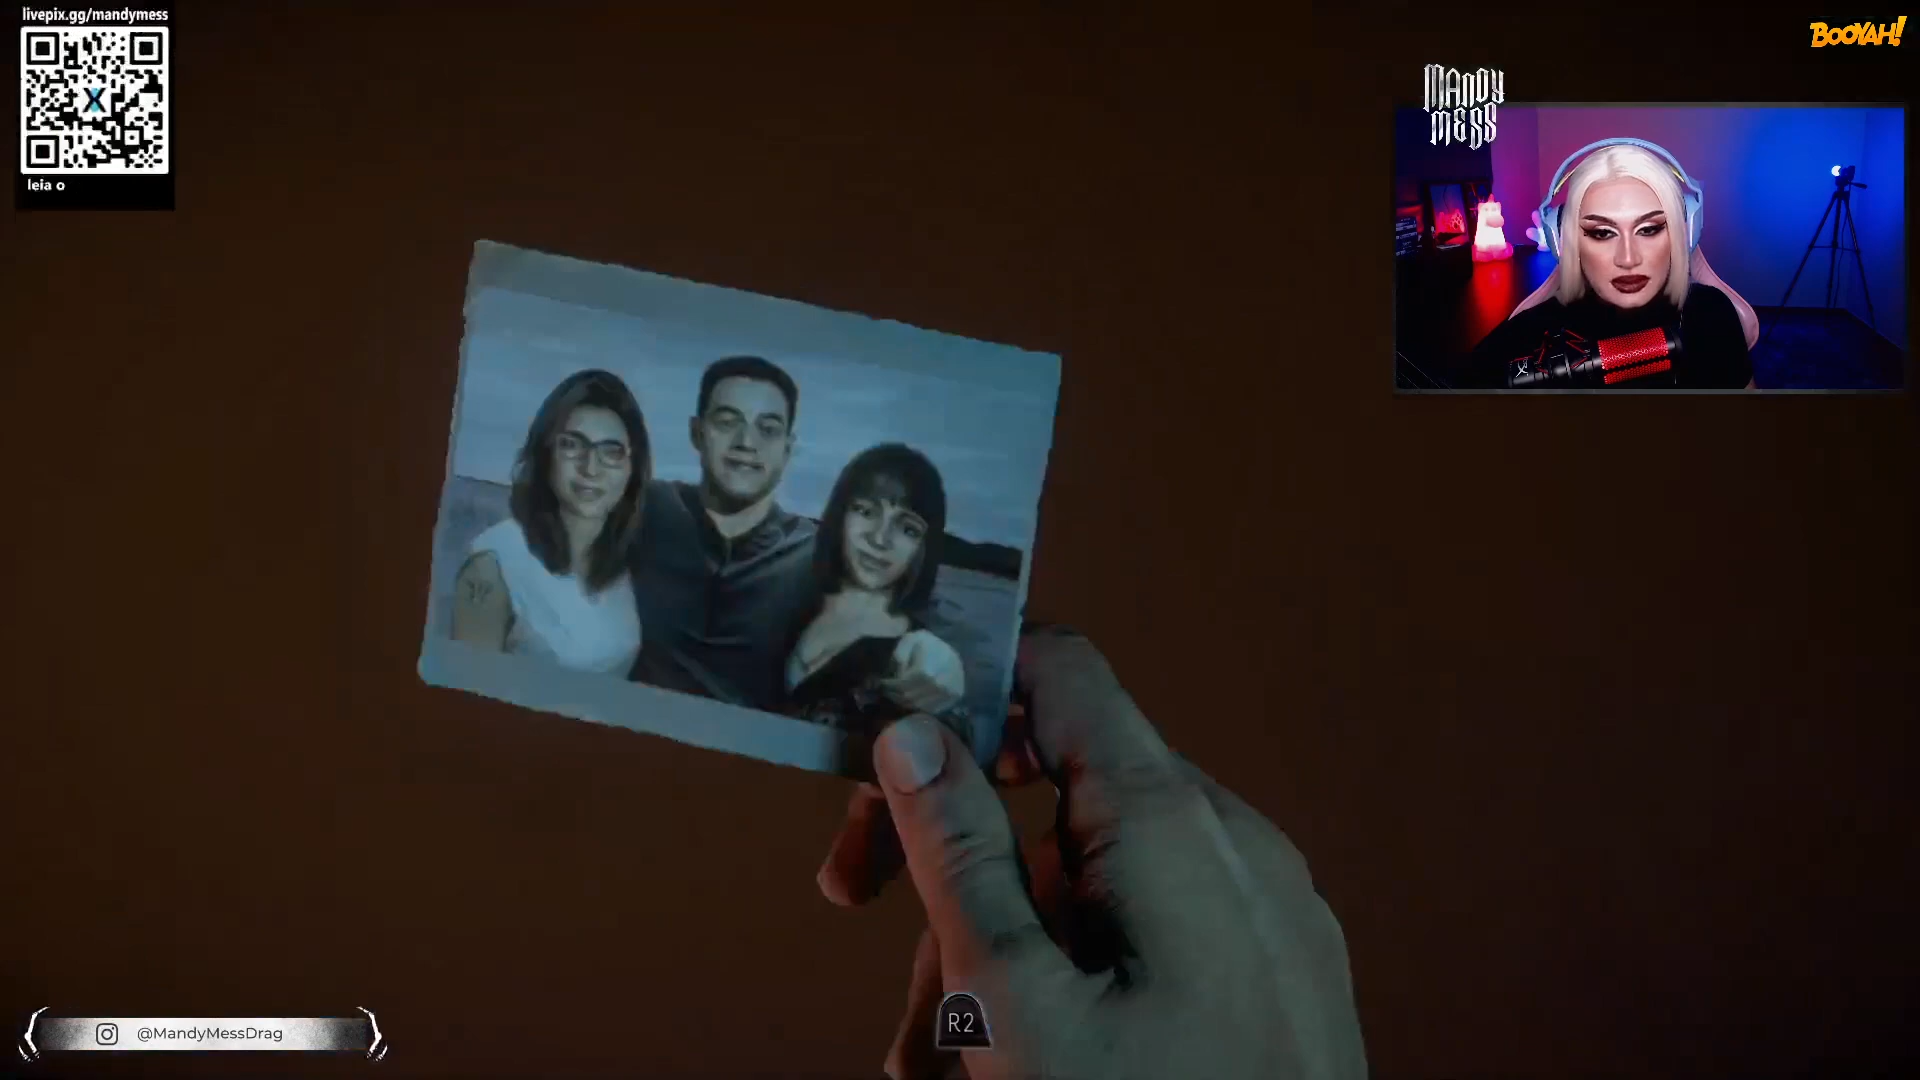 livepix.gg/mandymess
leia o
BOOYAH!
MANDY
MESS
@MandyMessDrag
R2